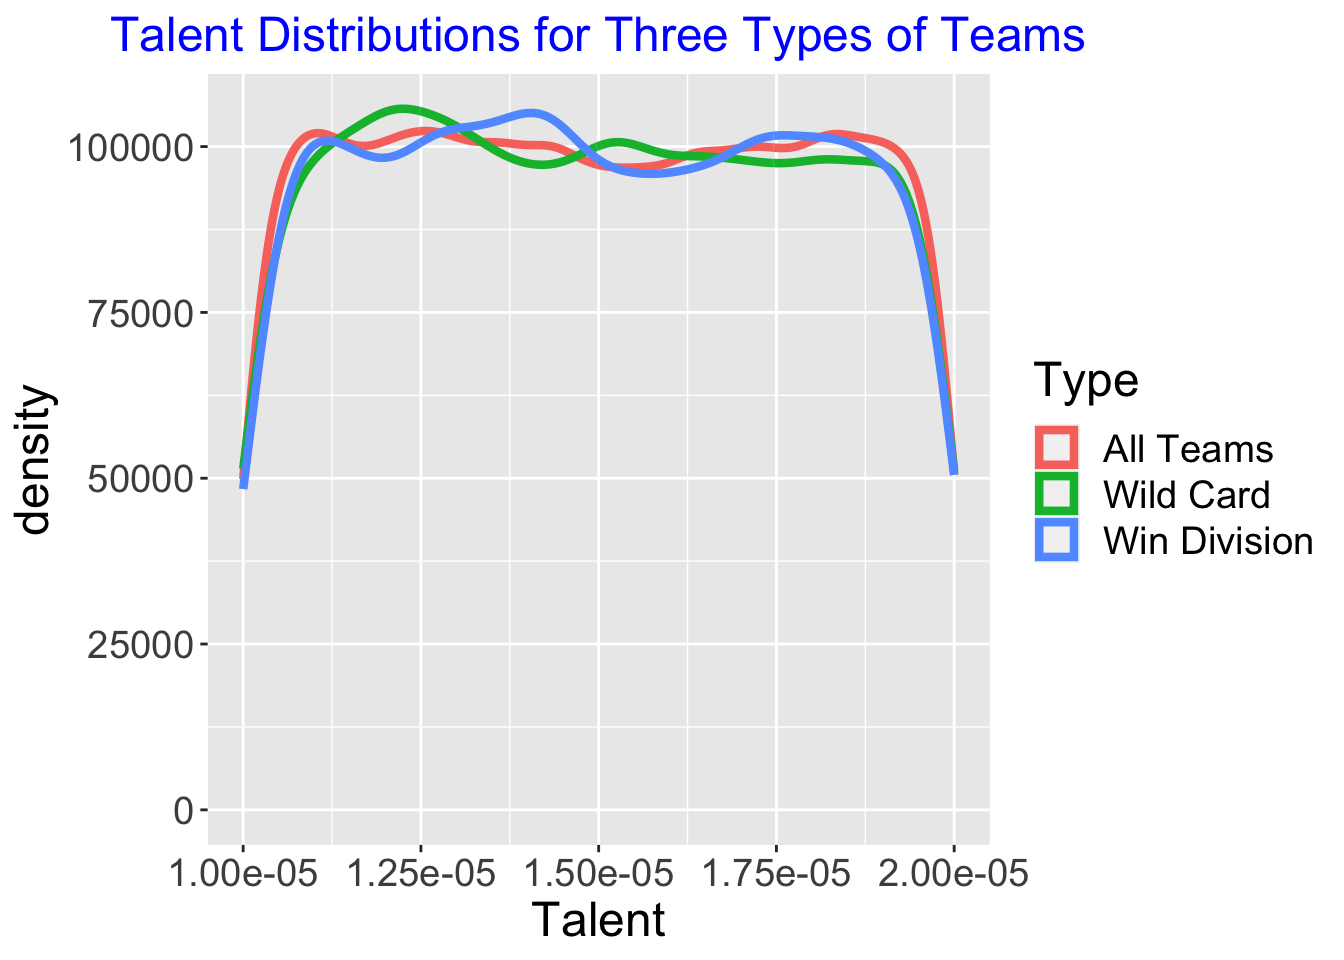 Talent Distributions for Three Types of Teams
100000
75000
50000
25000
0
density
1.00e-05 1.25e-05 1.50e-05 1.75e-05 2.00e-05
Talent
Type
All Teams
Wild Card
Win Division